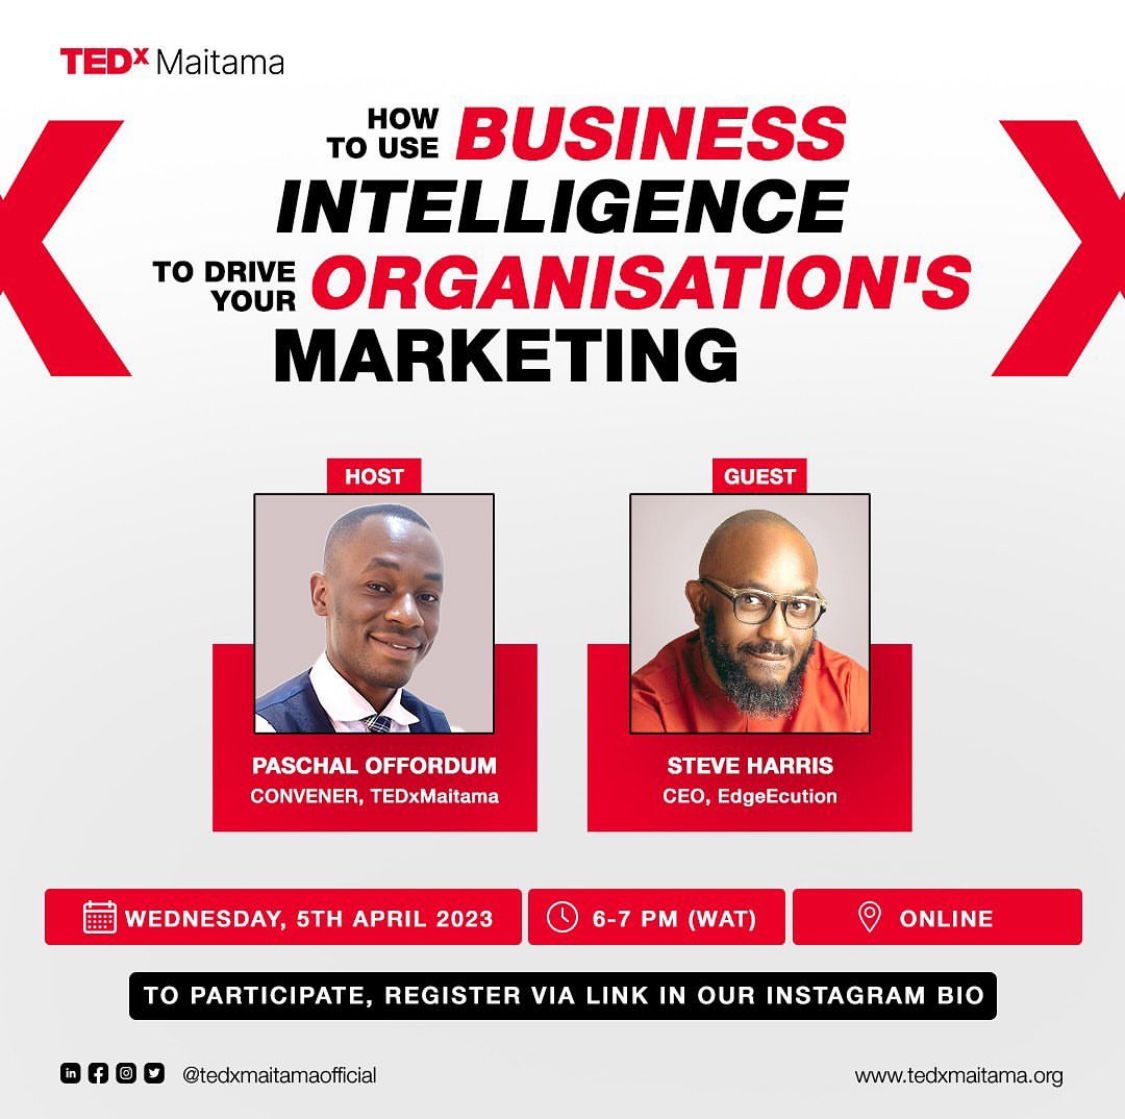 TEDx Maitama
HOW
TO USE BUSINESS
INTELLIGENCE
TO DRIVE
YOUR ORGANISATION'S
MARKETING
HOST
PASCHAL OFFORDUM
CONVENER, TEDxMaitama
GUEST
STEVE HARRIS
CEO, EdgeEcution
WEDNESDAY, 5TH APRIL 2023
6-7 PM (WAT)
ONLINE
TO PARTICIPATE, REGISTER VIA LINK IN OUR INSTAGRAM BIO
@tedxmaitamaofficial
www.tedxmaitama.org